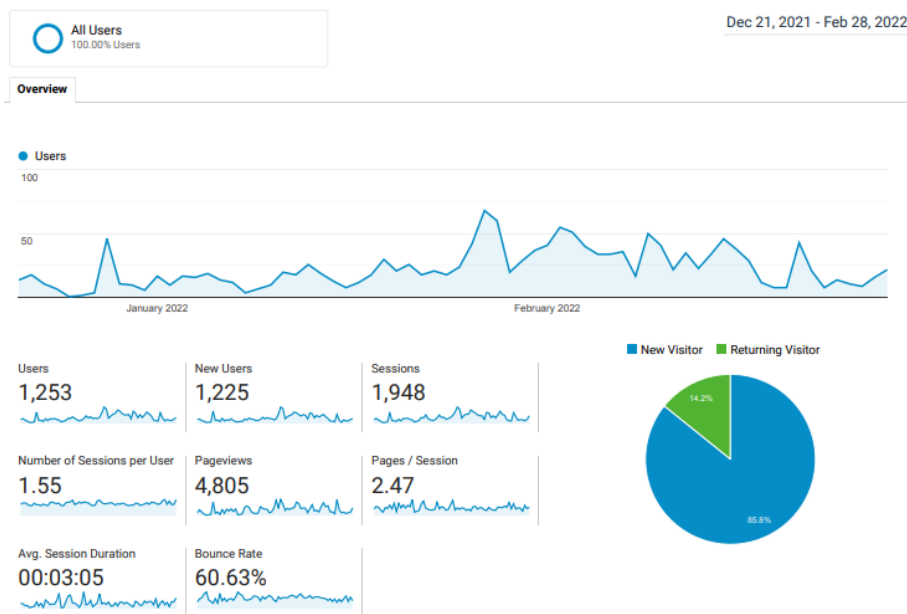 All Users
100.00% Users
Dec 21, 2021 - Feb 28, 2022
Overview
Users
100
50
January 2022
February 2022
Users
1,253
New Users
1,225
Sessions
1,948
Number of Sessions per User
1.55
Pageviews
4,805
Pages / Session
2.47
Avg. Session Duration
00:03:05
Bounce Rate
60.63%
New Visitor
Returning Visitor
14.2%
85.8%